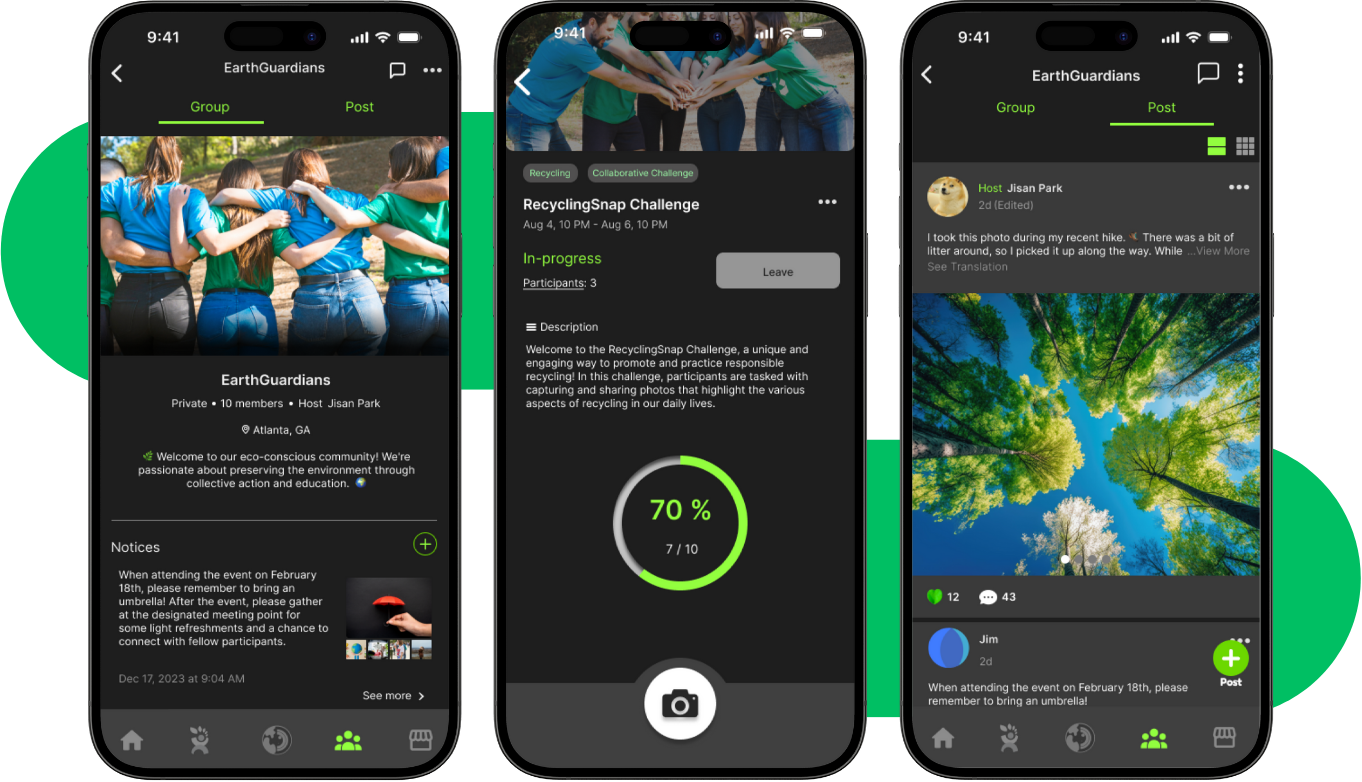 9:41
EarthGuardians
Group Post
EarthGuardians
Private • 10 members • Host Jisan Park
Atlanta, GA
🌿 Welcome to our eco-conscious community! We're
passionate about preserving the environment through
collective action and education. 🌍
Notices
When attending the event on February
18th, please remember to bring an
umbrella! After the event, please gather
at the designated meeting point for
some light refreshments and a chance to
connect with fellow participants.
Dec 17, 2023 at 9:04 AM
See more
9:41
Recycling Collaborative Challenge
RecyclingSnap Challenge
Aug 4, 10 PM - Aug 6, 10 PM
In-progress
Leave
Participants: 3
Description
Welcome to the RecyclingSnap Challenge, a unique and
engaging way to promote and practice responsible
recycling! In this challenge, participants are tasked with
capturing and sharing photos that highlight the various
aspects of recycling in our daily lives.
70 %
7 / 10
9:41
EarthGuardians
Group Post
Host Jisan Park
2d (Edited)
I took this photo during my recent hike. There was a bit of
litter around, so I picked it up along the way. While ...View More
See Translation
12 43
Jim
2d
Post
When attending the event on February 18th, please
remember to bring an umbrella!